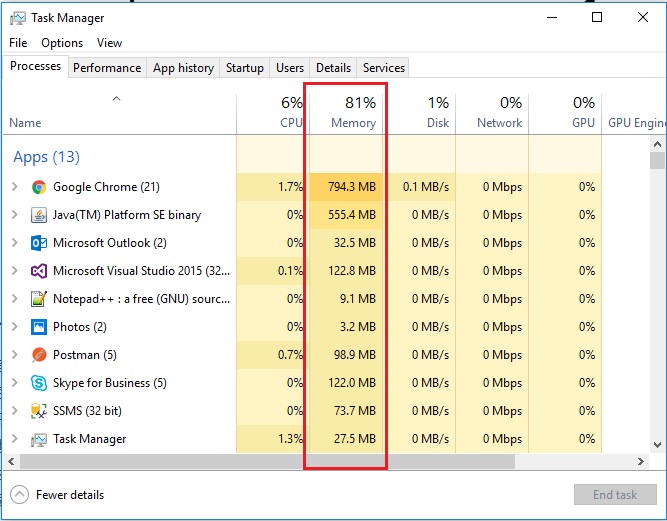 Task Manager
File Options View
Processes Performance App history Startup Users Details Services
6% 81% 1% 0% 0%
Name CPU Memory Disk Network GPU GPU Engine
Apps (13)
Google Chrome (21) 1.7% 794.3 MB 0.1 MB/s 0 Mbps 0%
Java(TM) Platform SE binary 0% 555.4 MB 0 MB/s 0 Mbps 0%
Microsoft Outlook (2) 0% 32.5 MB 0 MB/s 0 Mbps 0%
Microsoft Visual Studio 2015 (32... 0.1% 122.8 MB 0 MB/s 0 Mbps 0%
Notepad++ : a free (GNU) sourc... 0% 9.1 MB 0 MB/s 0 Mbps 0%
Photos (2) 0% 3.2 MB 0 MB/s 0 Mbps 0%
Postman (5) 0.7% 98.9 MB 0 MB/s 0 Mbps 0%
Skype for Business (5) 0% 122.0 MB 0 MB/s 0 Mbps 0%
SSMS (32 bit) 0% 73.7 MB 0 MB/s 0 Mbps 0%
Task Manager 1.3% 27.5 MB 0 MB/s 0 Mbps 0%
Fewer details End task